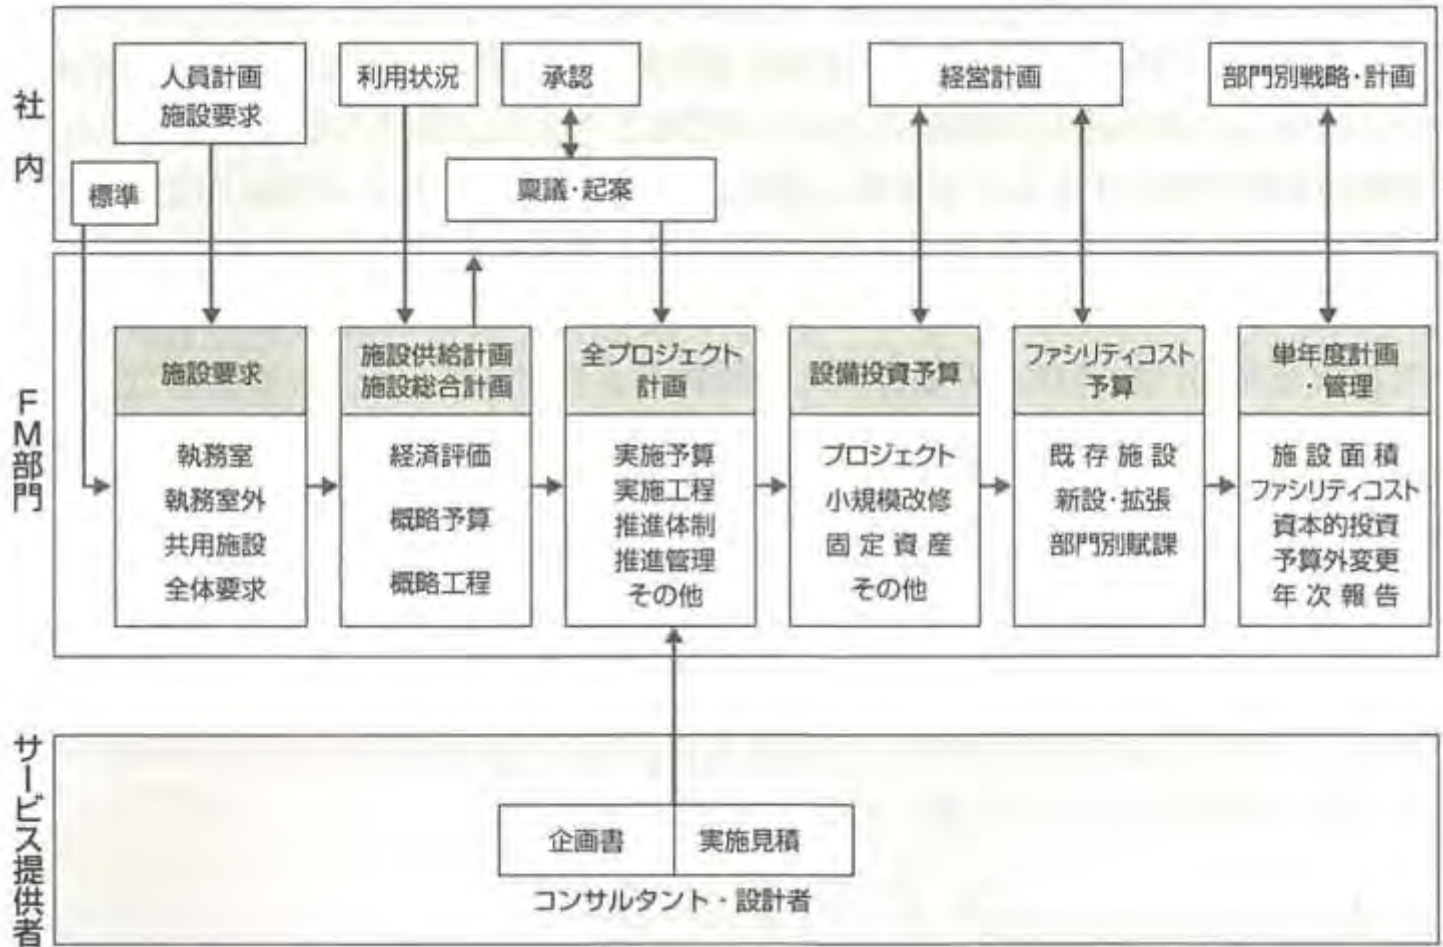 社内
人員計画
施設要求
利用状況
承認
経営計画
部門別戦略・計画
標準
稟議・起案
FM部門
施設要求
執務室
執務室外
共用施設
全体要求
施設供給計画
施設総合計画
経済評価
概略予算
概略工程
全プロジェクト
計画
実施予算
実施工程
推進体制
推進管理
その他
設備投資予算
プロジェクト
小規模改修
固定資産
その他
ファシリティコスト
予算
既存施設
新設・拡張
部門別賦課
単年度計画
・管理
施設面積
ファシリティコスト
資本的投資
予算外変更
年次報告
サービス提供者
企画書
実施見積
コンサルタント・設計者